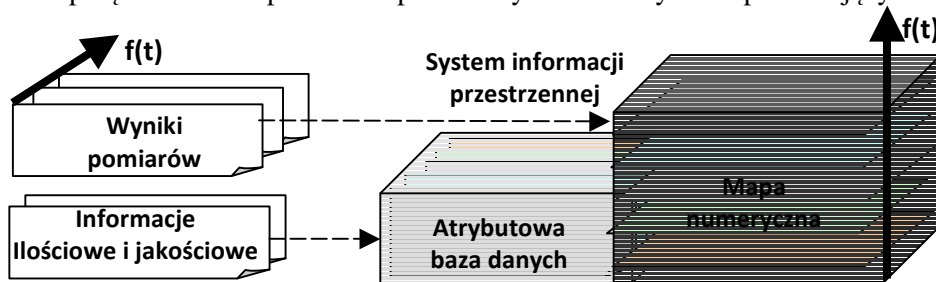 f(t)
f(t)
System informacji
przestrzennej
Wyniki
pomiarów
Mapa
numeryczna
Informacje
Ilościowe i jakościowe
Atrybutowa
baza danych